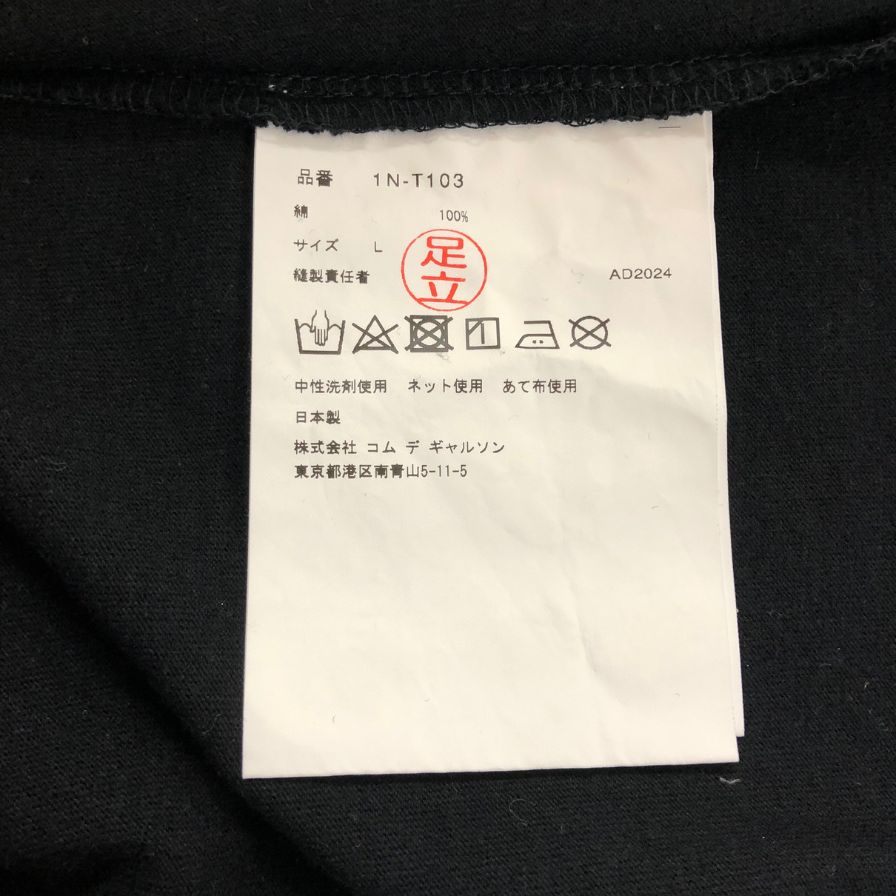 品番 1N-T103
綿 100%
サイズ L
足立
縫製責任者 AD2024
中性洗剤使用 ネット使用 あて布使用
日本製
株式会社 コム デ ギャルソン
東京都港区南青山5-11-5